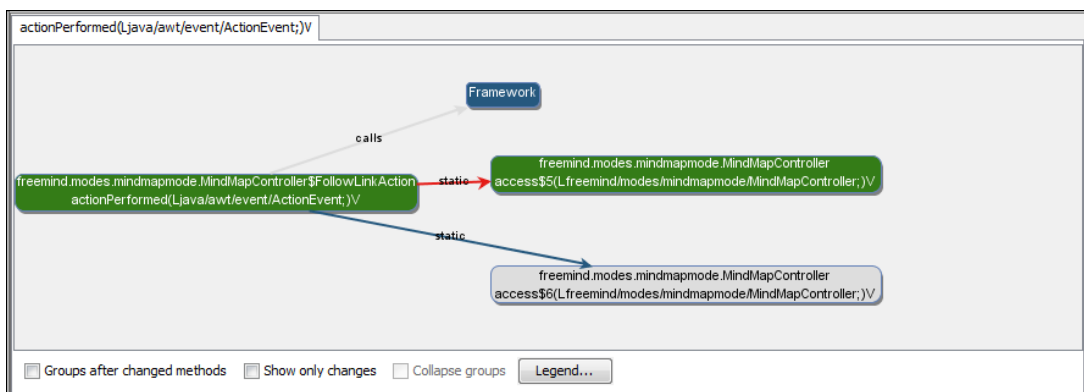 actionPerformed(Ljava/awt/event/ActionEvent;)V
Framework
calls
freemind.modes.mindmapmode.MindMapController
access$5(Lfreemind/modes/mindmapmode/MindMapController;)V
freemind.modes.mindmapmode.MindMapController$FollowLinkAction
actionPerformed(Ljava/awt/event/ActionEvent;)V
static
static
freemind.modes.mindmapmode.MindMapController
access$6(Lfreemind/modes/mindmapmode/MindMapController;)V
Groups after changed methods Show only changes Collapse groups Legend...